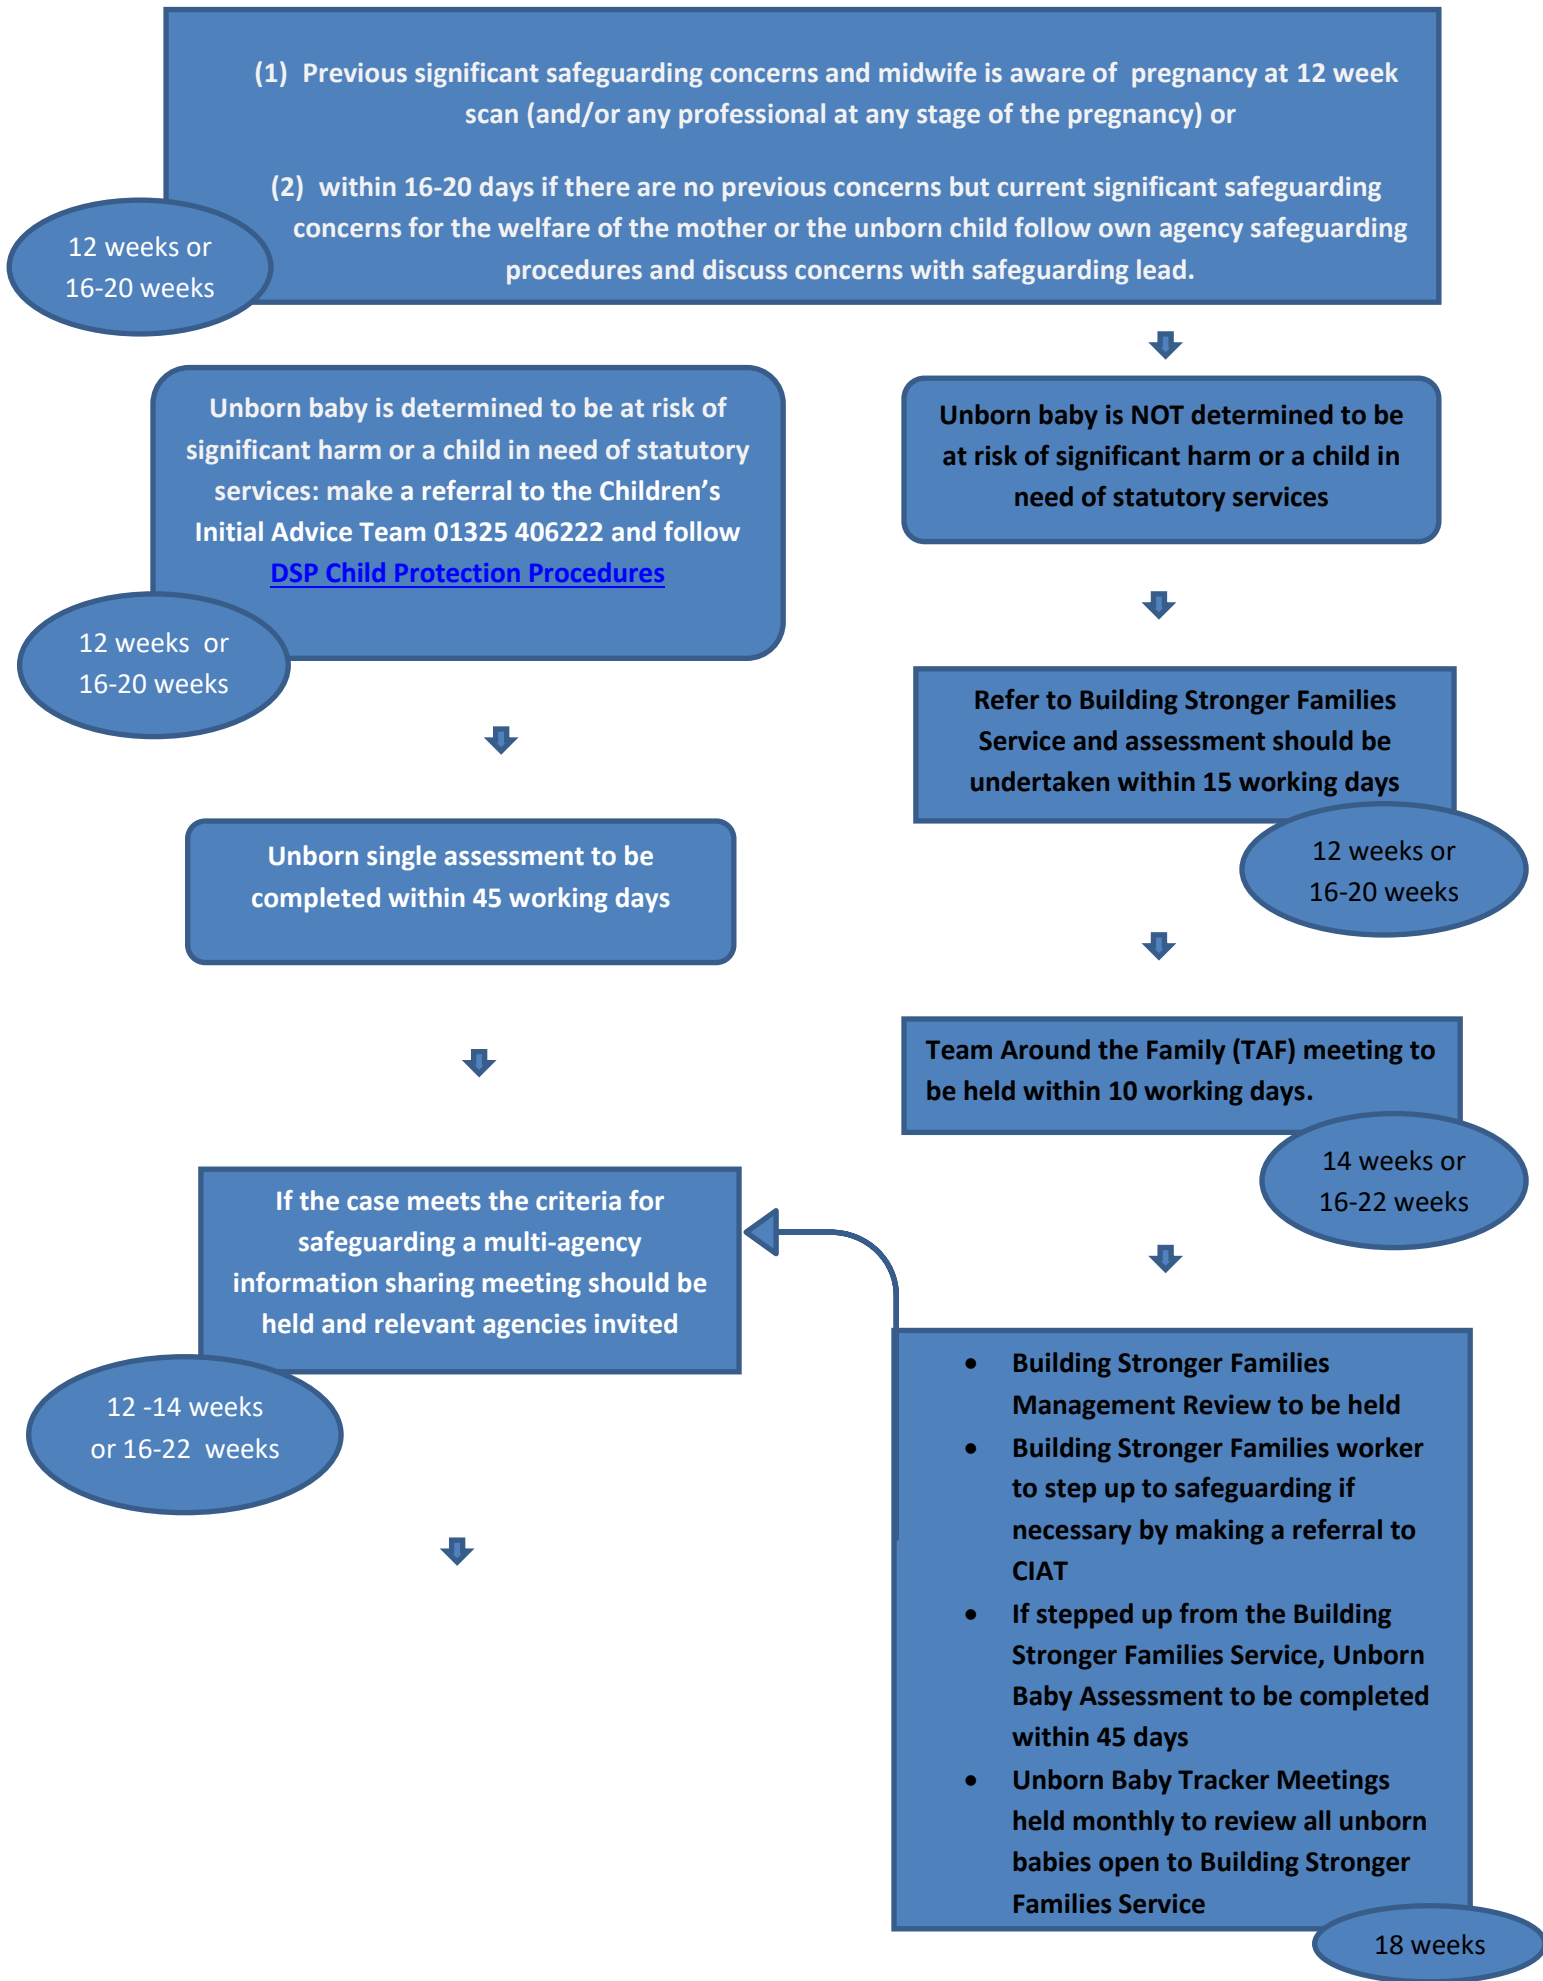 (1) Previous significant safeguarding concerns and midwife is aware of pregnancy at 12 week
scan (and/or any professional at any stage of the pregnancy) or
(2) within 16-20 days if there are no previous concerns but current significant safeguarding
concerns for the welfare of the mother or the unborn child follow own agency safeguarding
procedures and discuss concerns with safeguarding lead.
12 weeks or
16-20 weeks
Unborn baby is determined to be at risk of
significant harm or a child in need of statutory
services: make a referral to the Children’s
Initial Advice Team 01325 406222 and follow
DSP Child Protection Procedures
12 weeks or
16-20 weeks
Unborn single assessment to be
completed within 45 working days
If the case meets the criteria for
safeguarding a multi-agency
information sharing meeting should be
held and relevant agencies invited
12 -14 weeks
or 16-22 weeks
Unborn baby is NOT determined to be
at risk of significant harm or a child in
need of statutory services
Refer to Building Stronger Families
Service and assessment should be
undertaken within 15 working days
12 weeks or
16-20 weeks
Team Around the Family (TAF) meeting to
be held within 10 working days.
14 weeks or
16-22 weeks
• Building Stronger Families
Management Review to be held
• Building Stronger Families worker
to step up to safeguarding if
necessary by making a referral to
CIAT
• If stepped up from the Building
Stronger Families Service, Unborn
Baby Assessment to be completed
within 45 days
• Unborn Baby Tracker Meetings
held monthly to review all unborn
babies open to Building Stronger
Families Service
18 weeks